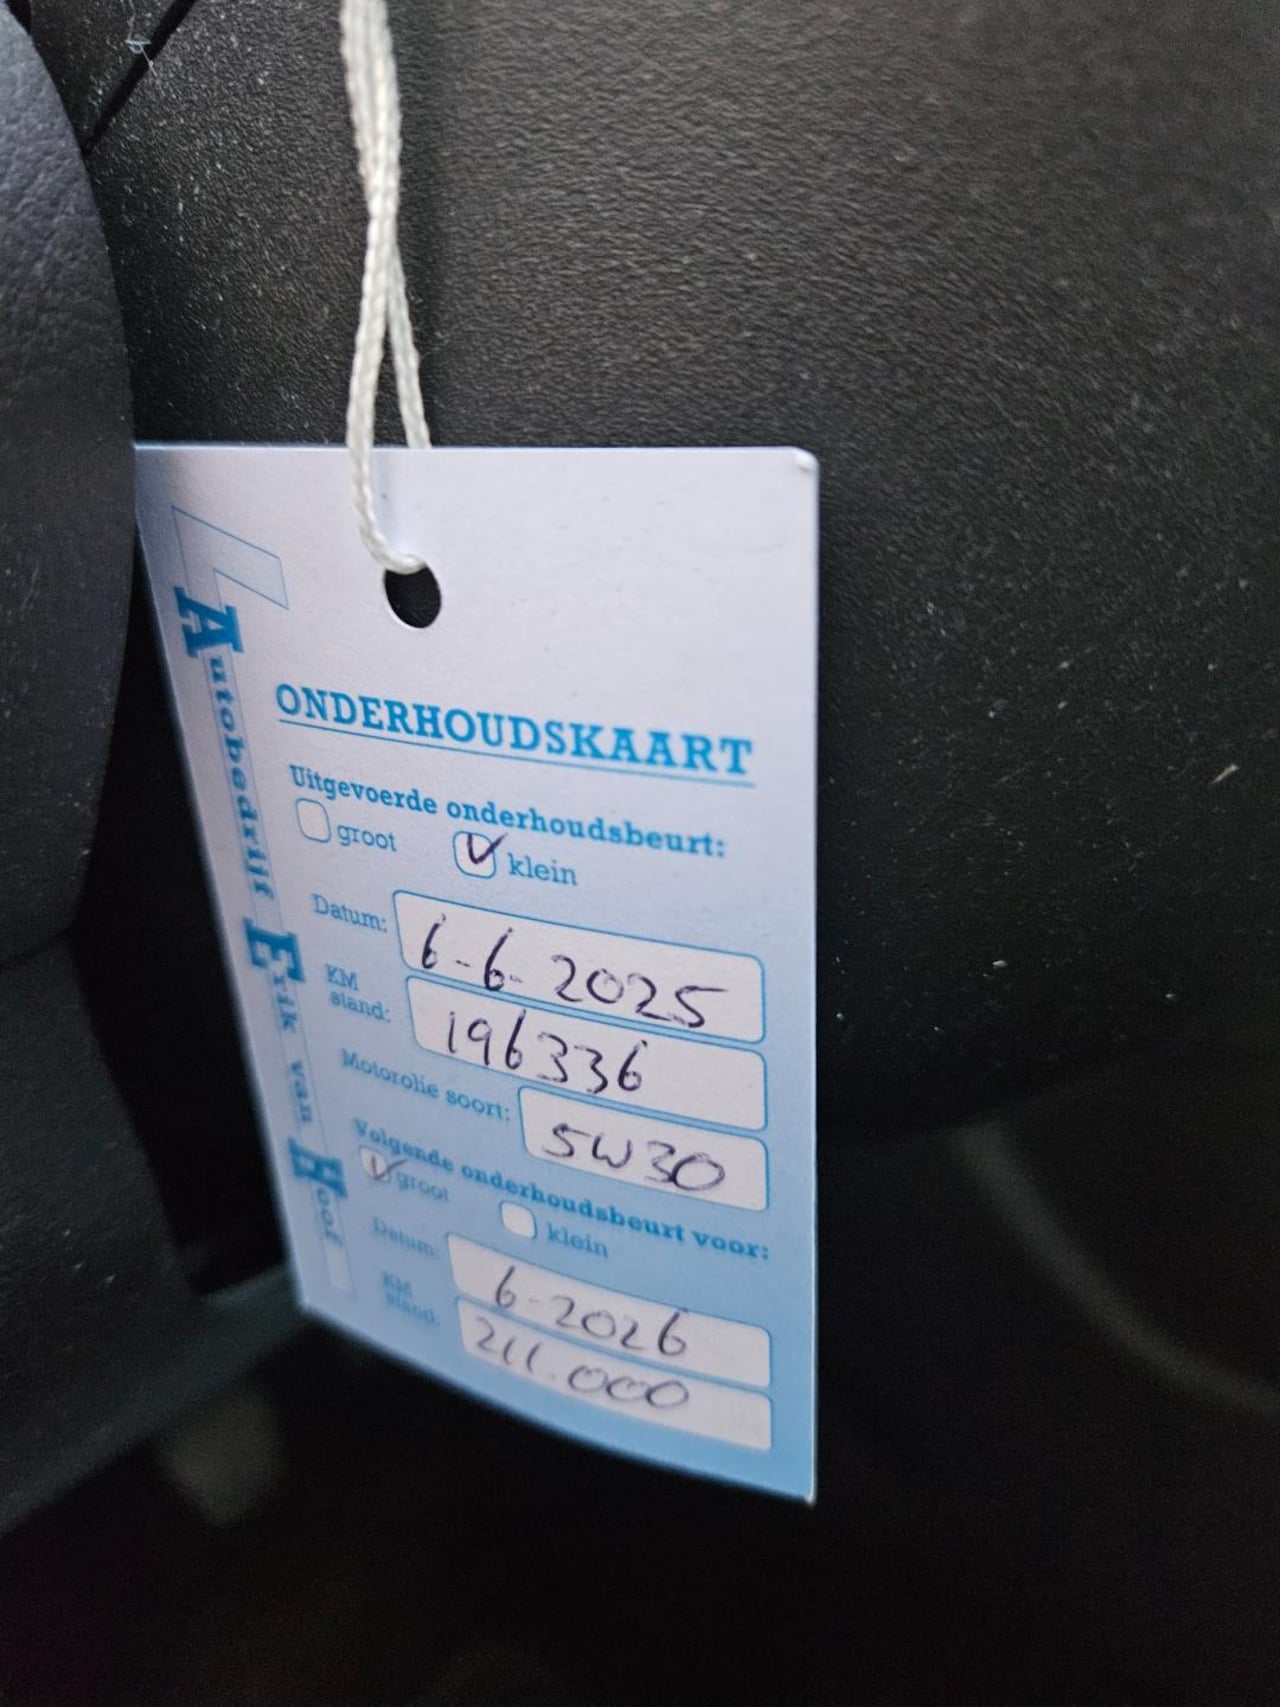 Autobedrijf Erik van Hoof
ONDERHOUDSKAART
Uitgevoerde onderhoudsbeurt:
groot klein
Datum: 6-6-2025
KM
stand: 196336
Motorolie soort: 5W30
Volgende onderhoudsbeurt voor:
groot klein
Datum: 6-2026
KM
stand: 211.000